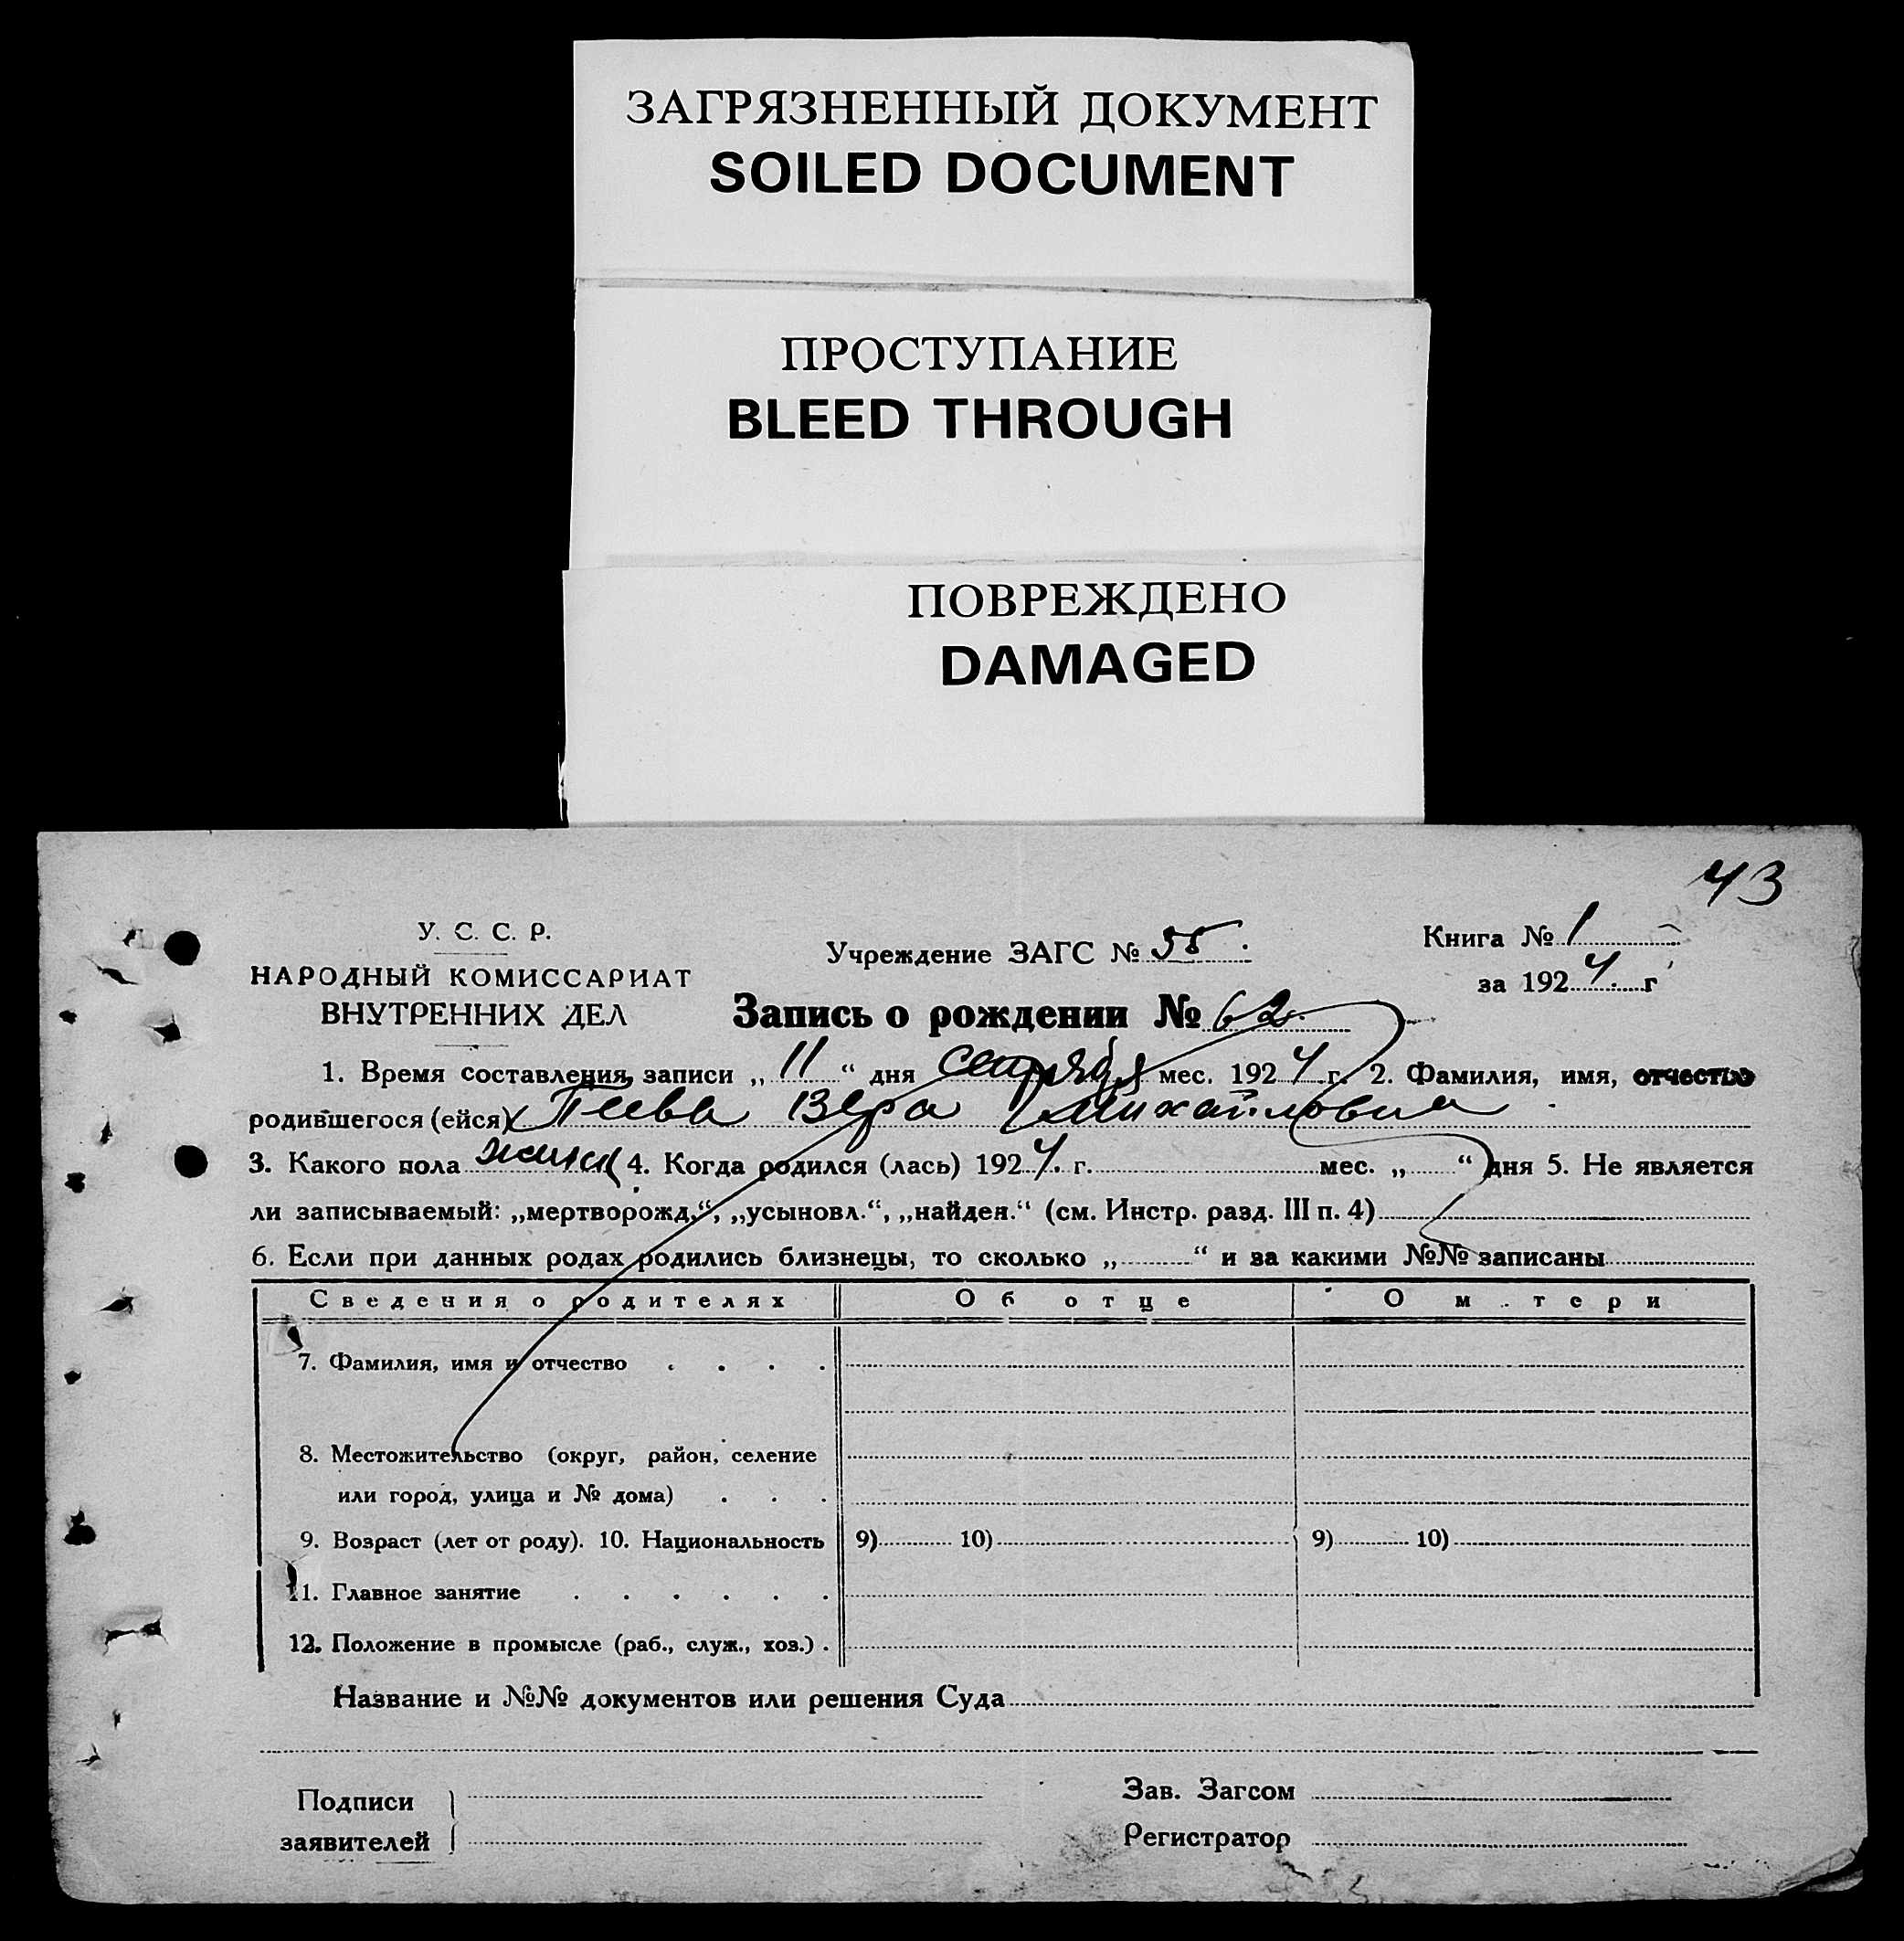 ЗАГРЯЗНЕННЫЙ ДОКУМЕНТ
SOILED DOCUMENT
ПРОСТУПАНИЕ
BLEED THROUGH
ПОВРЕЖДЕНО
DAMAGED
43
У. С. С. Р.
НАРОДНЫЙ КОМИССАРИАТ
ВНУТРЕННИХ ДЕЛ
Учреждение ЗАГС №
Книга № 1
за 1924 г
Запись о рождении № 62
1. Время составления записи „ 11 “ дня сентября мес. 1924 г. 2. Фамилия, имя, отчество
родившегося (ейся) Вера Михайловна
3. Какого пола женск 4. Когда родился (лась) 1924 г. мес. „ “ дня 5. Не является
ли записываемый: „мертворожд.“, „усыновл.“, „найден.“ (см. Инстр. разд. III п. 4)
6. Если при данных родах родились близнецы, то сколько „ “ и за какими №№ записаны
Сведения о родителях Об отце О м.тери
7. Фамилия, имя и отчество . . . .
8. Местожительство (округ, район, селение
или город, улица и № дома) . . .
9. Возраст (лет от роду). 10. Национальность 9) 10) 9) 10)
11. Главное занятие . . . . . .
12. Положение в промысле (раб., служ., хоз.) .
Название и №№ документов или решения Суда
Подписи
заявителей
Зав. Загсом
Регистратор